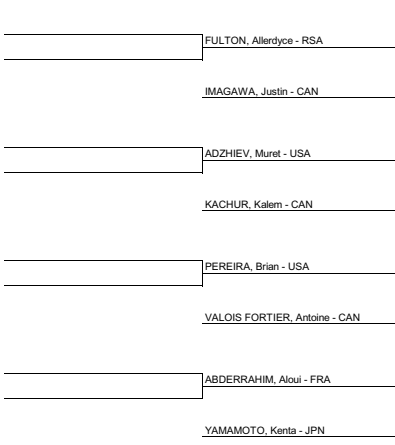 FULTON, Allerdyce - RSA
IMAGAWA, Justin - CAN
ADZHIEV, Muret - USA
KACHUR, Kalem - CAN
PEREIRA, Brian - USA
VALOIS FORTIER, Antoine - CAN
ABDERRAHIM, Aloui - FRA
YAMAMOTO, Kenta - JPN